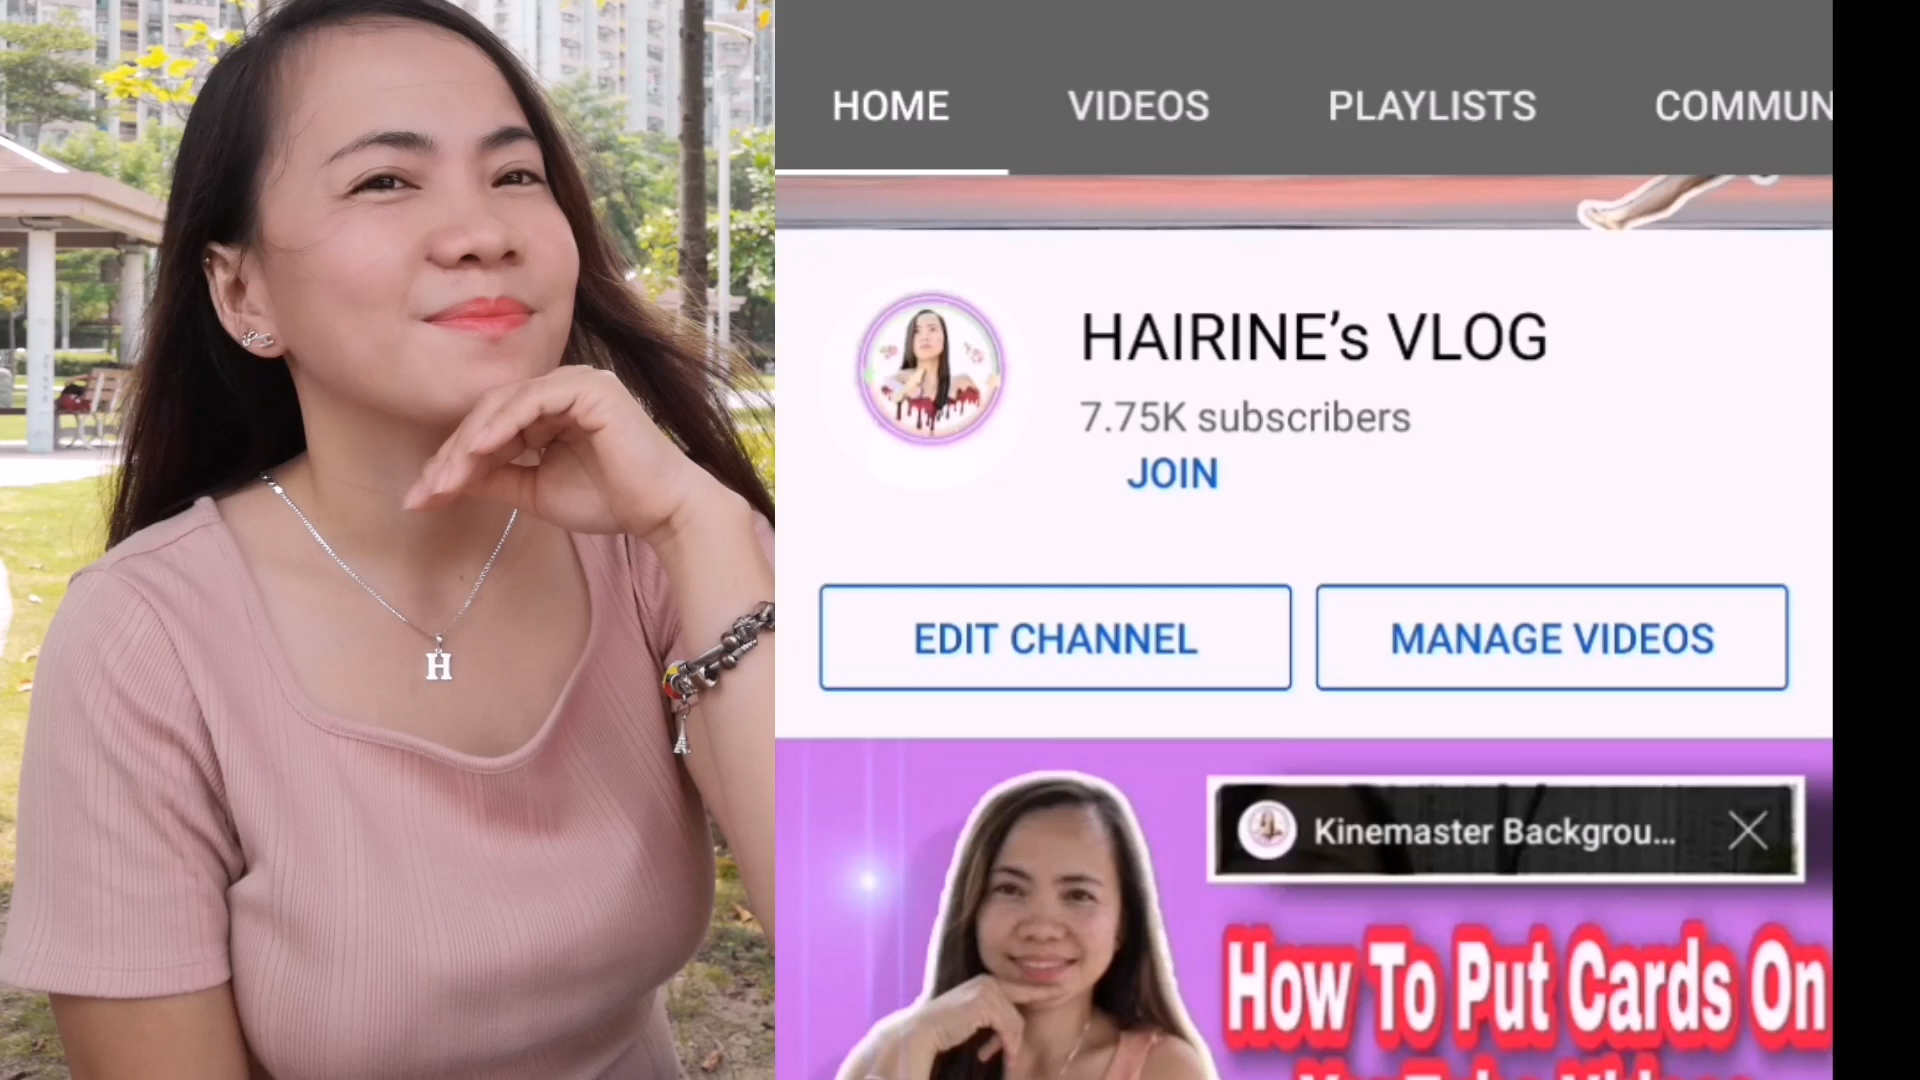 H
HOME VIDEOS PLAYLISTS COMMUN
HAIRINE’s VLOG
7.75K subscribers
JOIN
EDIT CHANNEL MANAGE VIDEOS
Kinemaster Backgrou...
How To Put Cards On